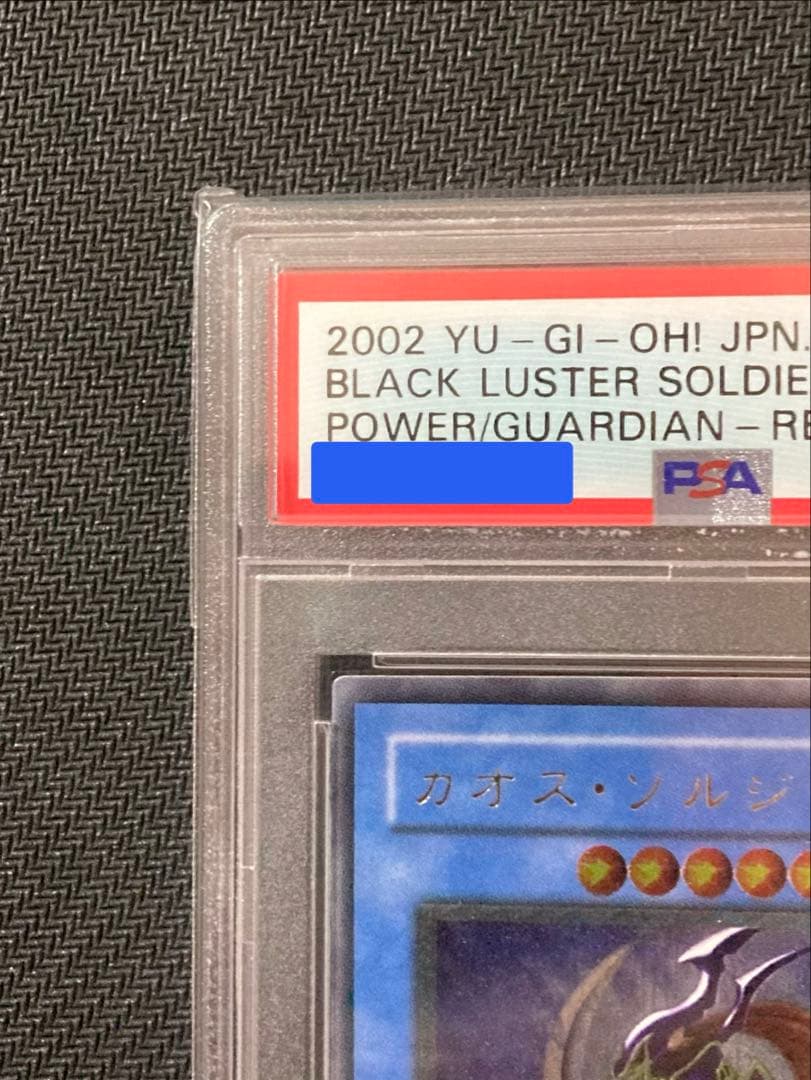 2002 YU-GI-OH! JPN.
BLACK LUSTER SOLDIE
POWER/GUARDIAN-RE
PSA
カオス・ソルジ